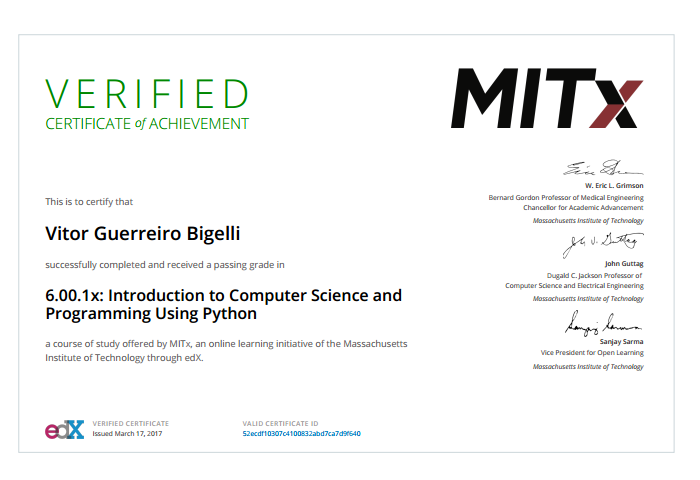 VERIFIED
CERTIFICATE of ACHIEVEMENT
MITx
This is to certify that
Vitor Guerreiro Bigelli
successfully completed and received a passing grade in
6.00.1x: Introduction to Computer Science and
Programming Using Python
a course of study offered by MITx, an online learning initiative of the Massachusetts
Institute of Technology through edX.
W. Eric L. Grimson
Bernard Gordon Professor of Medical Engineering
Chancellor for Academic Advancement
Massachusetts Institute of Technology
John V. Guttag
John Guttag
Dugald C. Jackson Professor of
Computer Science and Electrical Engineering
Massachusetts Institute of Technology
Sanjay Sarma
Sanjay Sarma
Vice President for Open Learning
Massachusetts Institute of Technology
edX
VERIFIED CERTIFICATE
Issued March 17, 2017
VALID CERTIFICATE ID
52ecdf10307c4100832abd7ca7d9f640